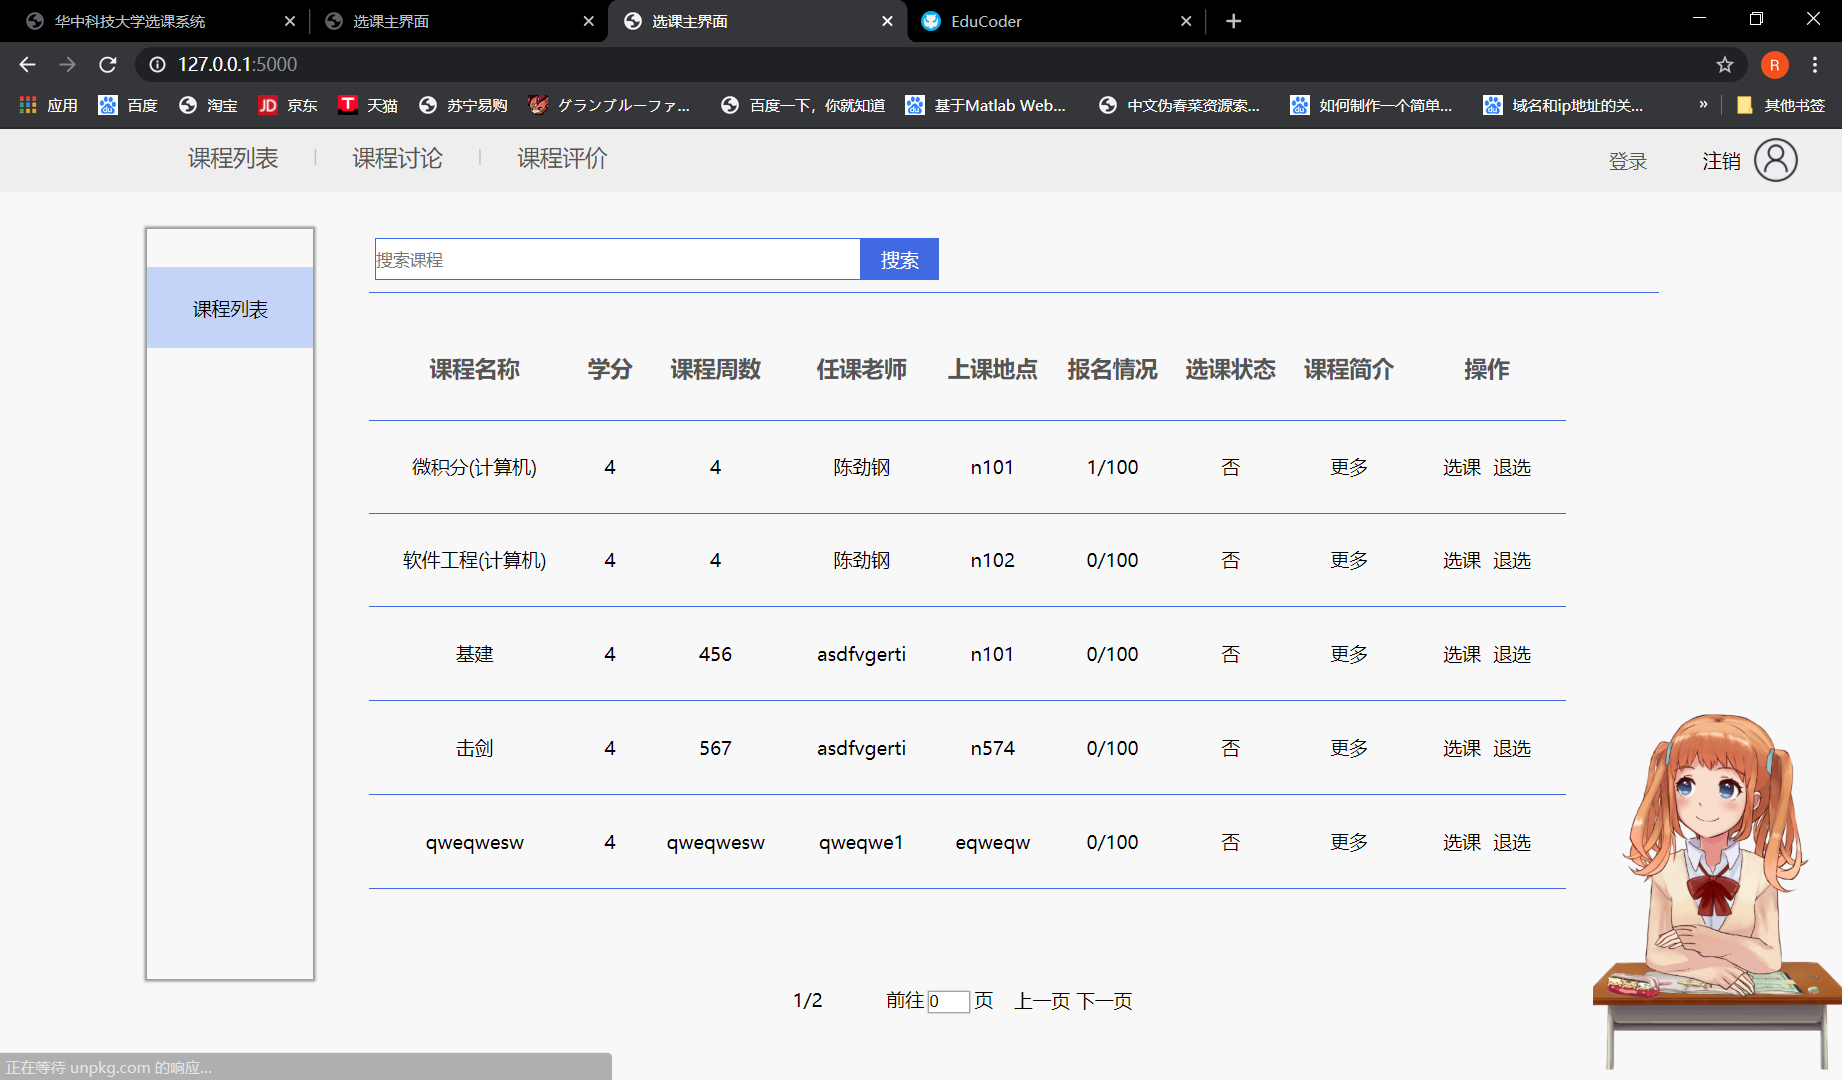 华中科技大学选课系统
选课主界面
选课主界面
EduCoder
127.0.0.1:5000
R
应用
百度
淘宝
JD 京东
T 天猫
苏宁易购
グランブルーファ...
百度一下，你就知道
基于Matlab Web...
中文伪春菜资源索...
如何制作一个简单...
域名和ip地址的关...
»
其他书签
课程列表 | 课程讨论 | 课程评价
登录 注销
课程列表
搜索课程 搜索
课程名称 学分 课程周数 任课老师 上课地点 报名情况 选课状态 课程简介 操作
微积分(计算机) 4 4 陈劲钢 n101 1/100 否 更多 选课 退选
软件工程(计算机) 4 4 陈劲钢 n102 0/100 否 更多 选课 退选
基建 4 456 asdfvgerti n101 0/100 否 更多 选课 退选
击剑 4 567 asdfvgerti n574 0/100 否 更多 选课 退选
qweqwesw 4 qweqwesw qweqwe1 eqweqw 0/100 否 更多 选课 退选
1/2 前往 0 页 上一页 下一页
正在等待 unpkg.com 的响应...